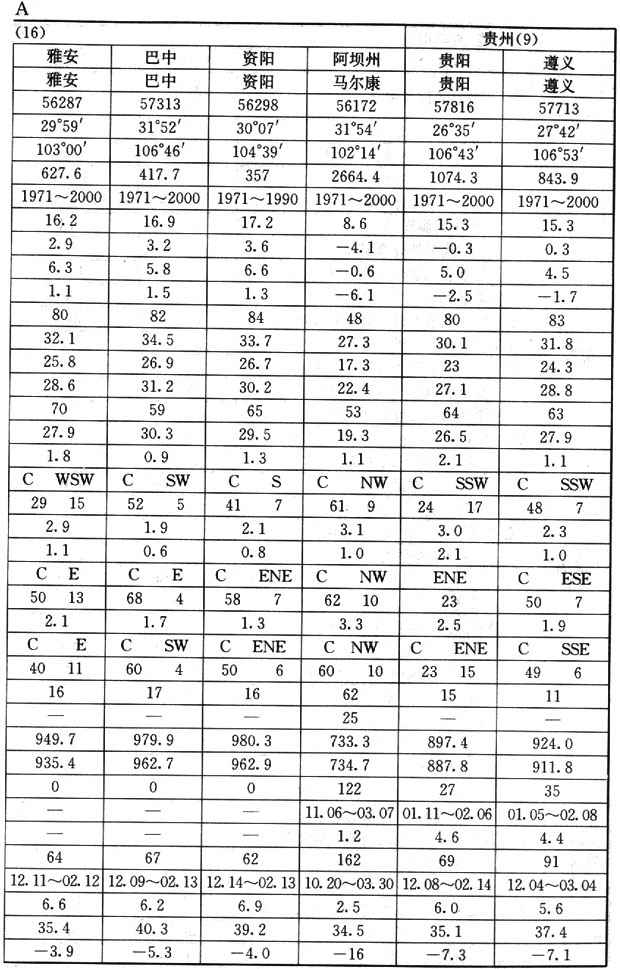 A
(16) 贵州(9)
雅安 巴中 资阳 阿坝州 贵阳 遵义
雅安 巴中 资阳 马尔康 贵阳 遵义
56287 57313 56298 56172 57816 57713
29°59′ 31°52′ 30°07′ 31°54′ 26°35′ 27°42′
103°00′ 106°46′ 104°39′ 102°14′ 106°43′ 106°53′
627.6 417.7 357 2664.4 1074.3 843.9
1971～2000 1971～2000 1971～1990 1971～2000 1971～2000 1971～2000
16.2 16.9 17.2 8.6 15.3 15.3
2.9 3.2 3.6 −4.1 −0.3 0.3
6.3 5.8 6.6 −0.6 5.0 4.5
1.1 1.5 1.3 −6.1 −2.5 −1.7
80 82 84 48 80 83
32.1 34.5 33.7 27.3 30.1 31.8
25.8 26.9 26.7 17.3 23 24.3
28.6 31.2 30.2 22.4 27.1 28.8
70 59 65 53 64 63
27.9 30.3 29.5 19.3 26.5 27.9
1.8 0.9 1.3 1.1 2.1 1.1
C WSW C SW C S C NW C SSW C SSW
29 15 52 5 41 7 61 9 24 17 48 7
2.9 1.9 2.1 3.1 3.0 2.3
1.1 0.6 0.8 1.0 2.1 1.0
C E C E C ENE C NW ENE C ESE
50 13 68 4 58 7 62 10 23 50 7
2.1 1.7 1.3 3.3 2.5 1.9
C E C SW C ENE C NW C ENE C SSE
40 11 60 4 50 6 60 10 23 15 49 6
16 17 16 62 15 11
— — — 25 — —
949.7 979.9 980.3 733.3 897.4 924.0
935.4 962.7 962.9 734.7 887.8 911.8
0 0 0 122 27 35
— — — 11.06～03.07 01.11～02.06 01.05～02.08
— — — 1.2 4.6 4.4
64 67 62 162 69 91
12.11～02.12 12.09～02.13 12.14～02.13 10.20～03.30 12.08～02.14 12.04～03.04
6.6 6.2 6.9 2.5 6.0 5.6
35.4 40.3 39.2 34.5 35.1 37.4
−3.9 −5.3 −4.0 −16 −7.3 −7.1